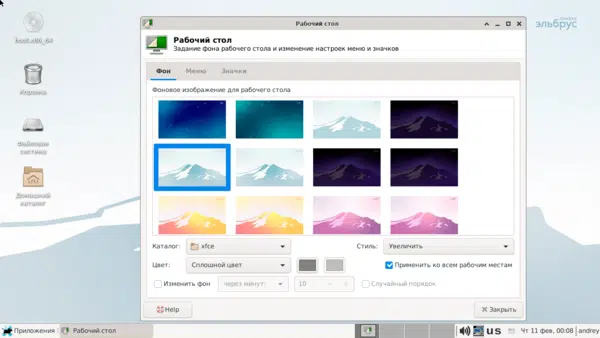 Рабочий стол
эльбрус
boot.x86_64
Корзина
Файловая
система
Домашний
каталог
Рабочий стол
Задание фона рабочего стола и изменение настроек меню и значков
Фон Меню Значки
Фоновое изображение для рабочего стола
Каталог: xfce Стиль: Увеличить
Цвет: Сплошной цвет Применить ко всем рабочим местам
Изменить фон через минут: 10 Случайный порядок
Help Закрыть
Приложения Рабочий стол us Чт 11 фев, 00:08 andrey